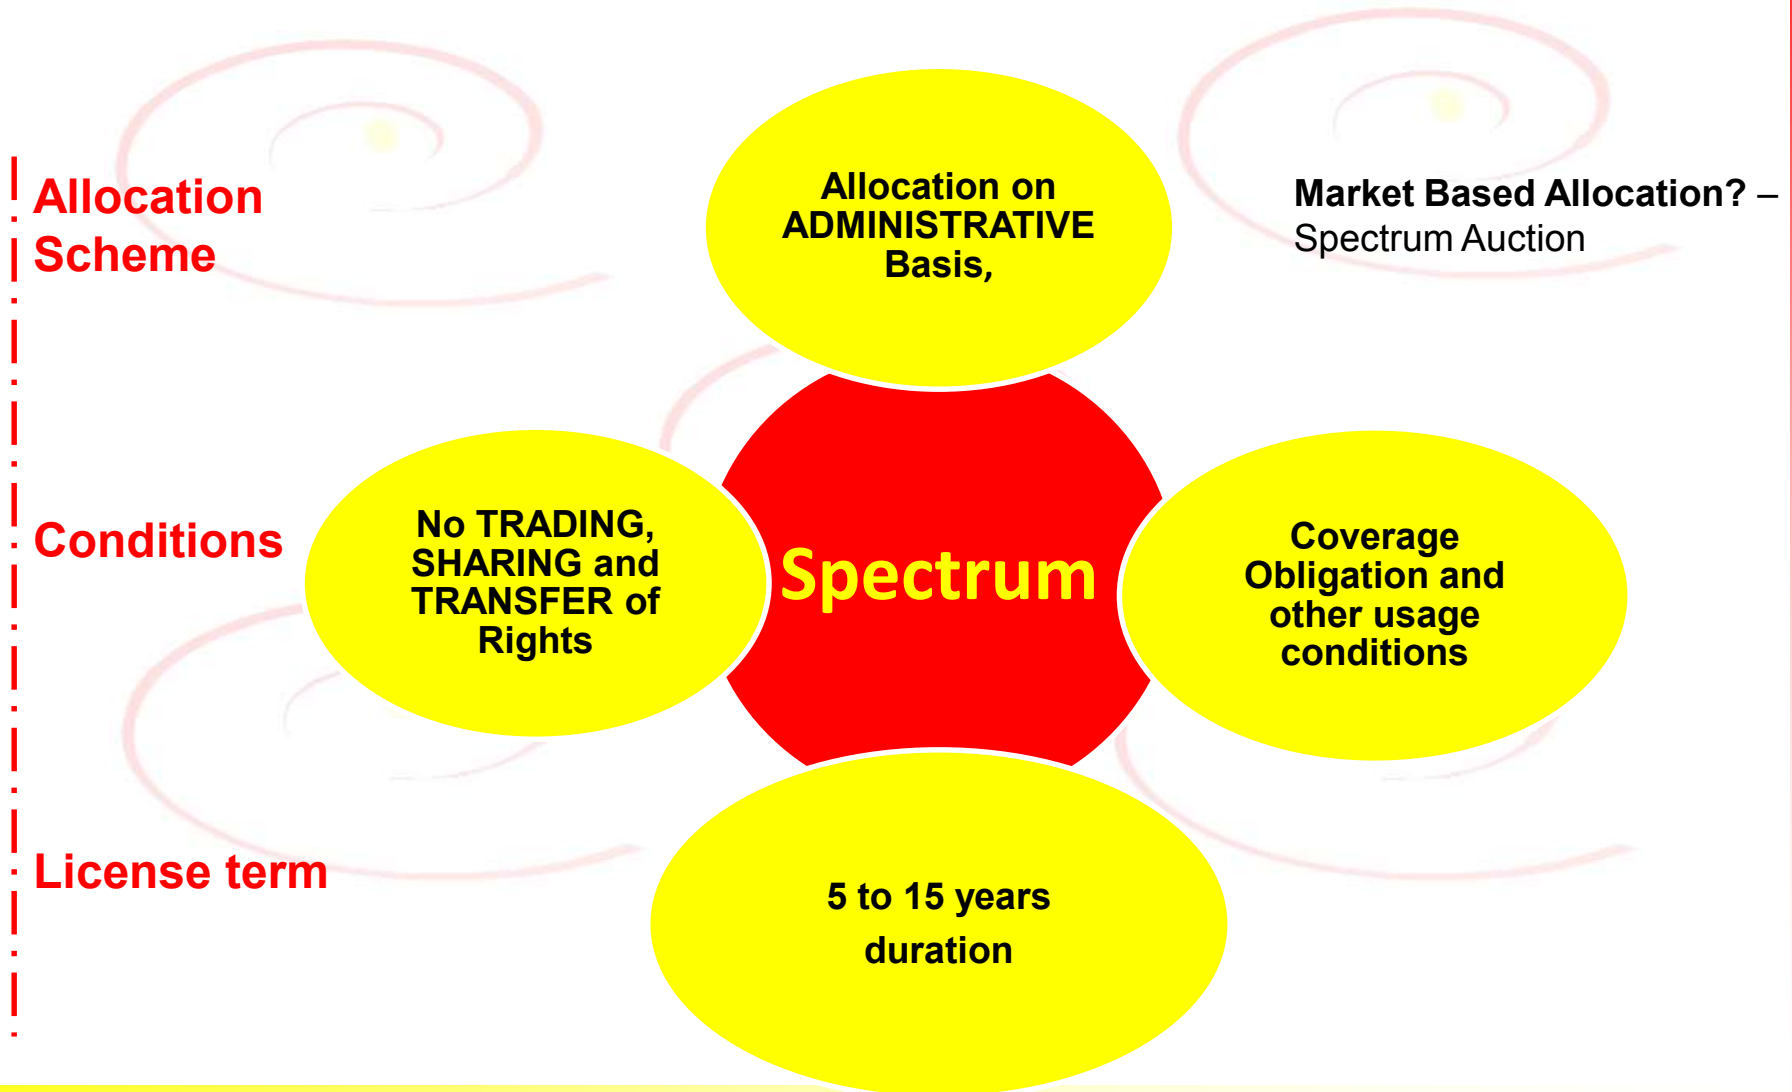 Allocation
Scheme
Allocation on
ADMINISTRATIVE
Basis,
Market Based Allocation? –
Spectrum Auction
Conditions
No TRADING,
SHARING and
TRANSFER of
Rights
Spectrum
Coverage
Obligation and
other usage
conditions
License term
5 to 15 years
duration